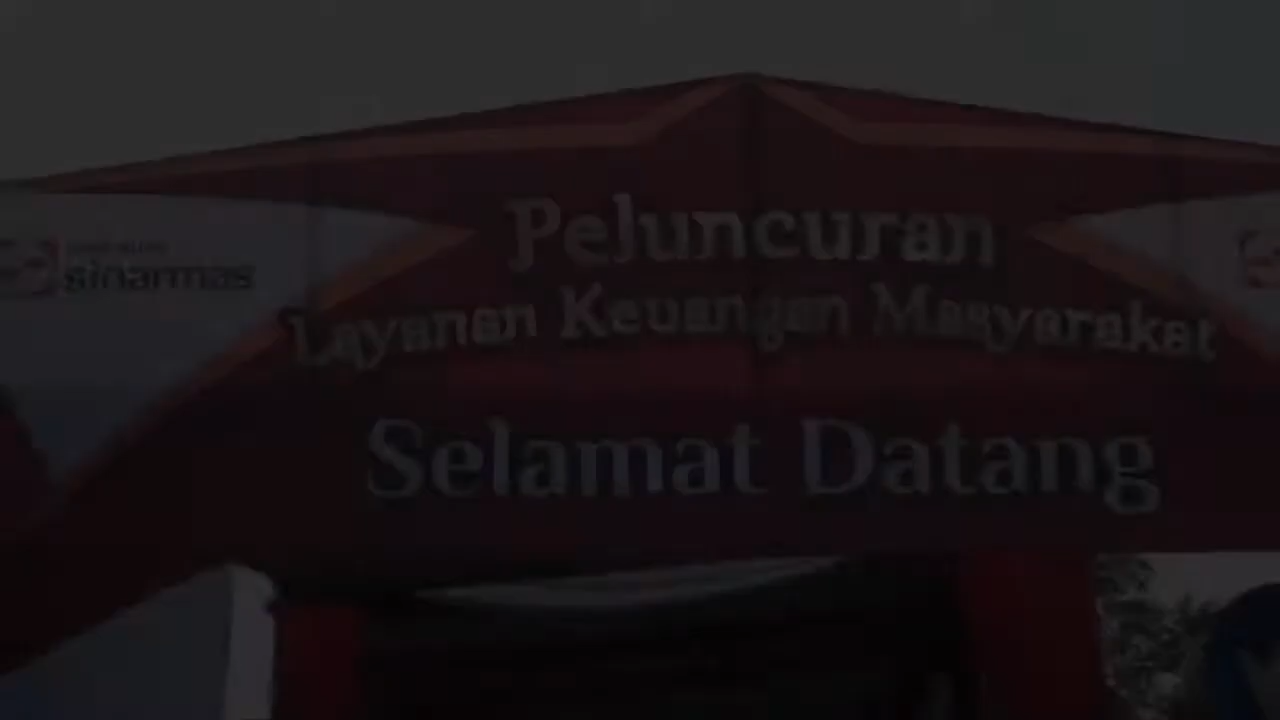 Peluncuran
Layanan Keuangan Masyarakat
sinarmas
Selamat Datang